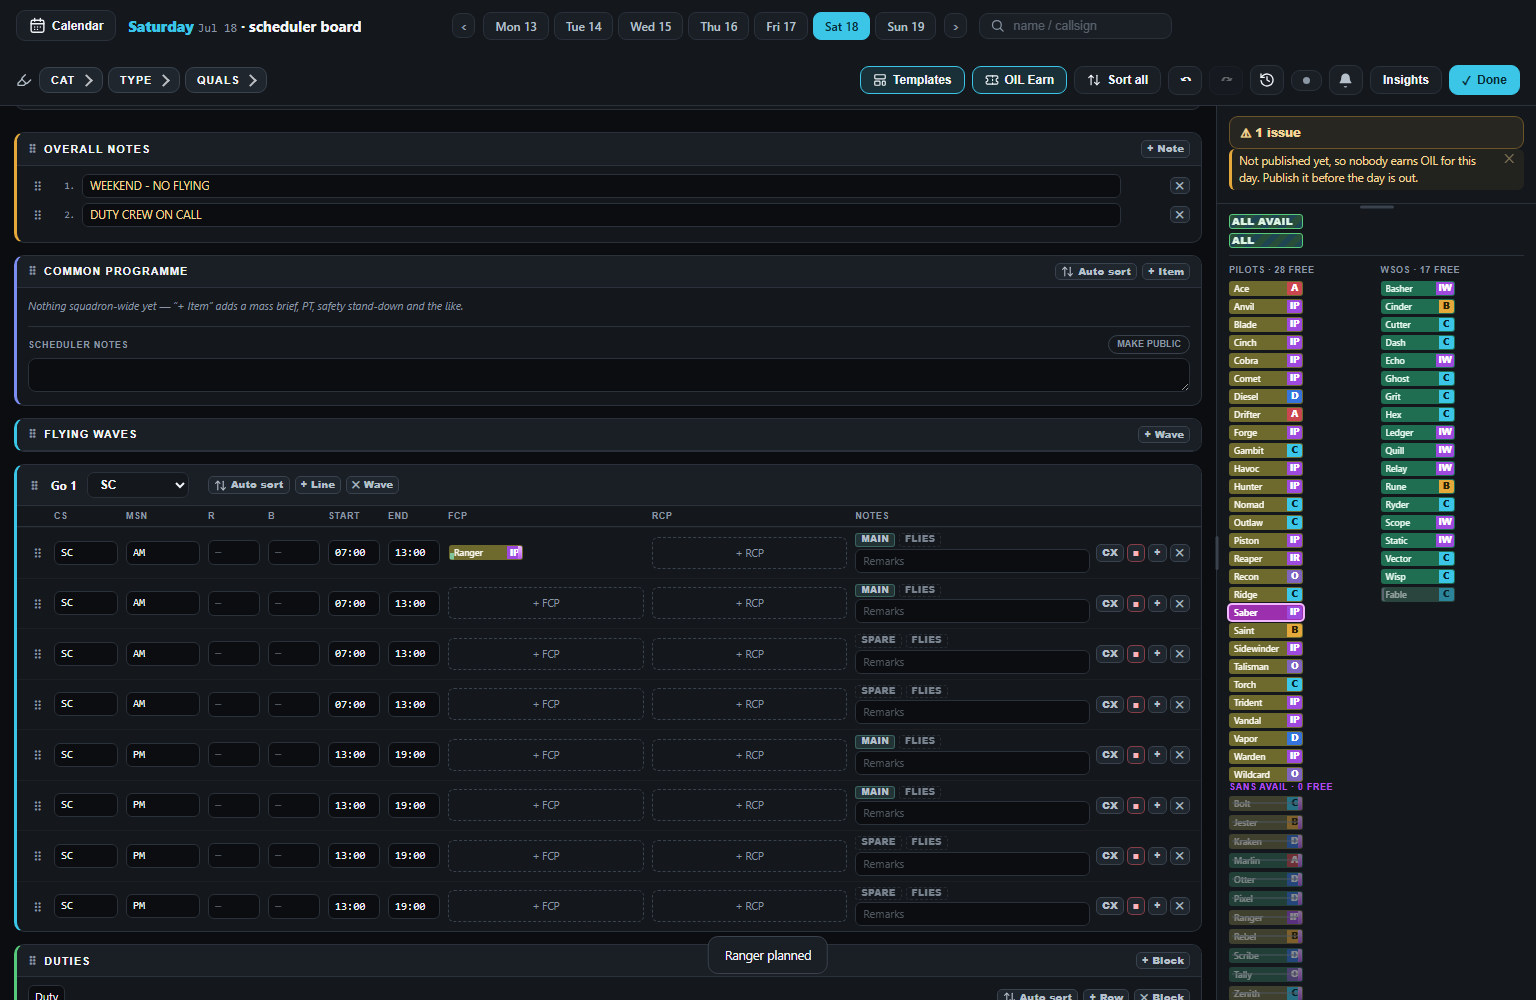 Calendar
Saturday Jul 18 · scheduler board
‹ Mon 13 Tue 14 Wed 15 Thu 16 Fri 17 Sat 18 Sun 19 ›
name / callsign
CAT TYPE QUALS
Templates OIL Earn Sort all Insights ✓ Done
⚠ 1 issue
Not published yet, so nobody earns OIL for this
day. Publish it before the day is out.
OVERALL NOTES
+ Note
1. WEEKEND - NO FLYING
2. DUTY CREW ON CALL
COMMON PROGRAMME
Auto sort + Item
Nothing squadron-wide yet — "+ Item" adds a mass brief, PT, safety stand-down and the like.
SCHEDULER NOTES
MAKE PUBLIC
FLYING WAVES
+ Wave
Go 1 SC Auto sort + Line ✕ Wave
CS MSN R B START END FCP RCP NOTES
SC AM – – 07:00 13:00 Ranger IP + RCP MAIN FLIES Remarks CX ■ + ✕
SC AM – – 07:00 13:00 + FCP + RCP MAIN FLIES Remarks CX ■ + ✕
SC AM – – 07:00 13:00 + FCP + RCP SPARE FLIES Remarks CX ■ + ✕
SC AM – – 07:00 13:00 + FCP + RCP SPARE FLIES Remarks CX ■ + ✕
SC PM – – 13:00 19:00 + FCP + RCP MAIN FLIES Remarks CX ■ + ✕
SC PM – – 13:00 19:00 + FCP + RCP MAIN FLIES Remarks CX ■ + ✕
SC PM – – 13:00 19:00 + FCP + RCP SPARE FLIES Remarks CX ■ + ✕
SC PM – – 13:00 19:00 + FCP + RCP SPARE FLIES Remarks CX ■ + ✕
DUTIES
+ Block
Ranger planned
Duty
Auto sort + Row ✕ Block
ALL AVAIL
ALL
PILOTS · 28 FREE
Ace A
Anvil IP
Blade IP
Cinch IP
Cobra IP
Comet IP
Diesel D
Drifter A
Forge IP
Gambit C
Havoc IP
Hunter IP
Nomad C
Outlaw C
Piston IP
Reaper IR
Recon O
Ridge C
Saber IP
Saint B
Sidewinder IP
Talisman O
Torch C
Trident IP
Vandal IP
Vapor D
Warden IP
Wildcard O
SANS AVAIL · 0 FREE
Bolt C
Jester B
Kraken D
Marlin A
Otter D
Pixel D
Ranger IP
Rebel B
Scribe D
Tally
Zenith C
WSOS · 17 FREE
Basher IW
Cinder B
Cutter C
Dash C
Echo IW
Ghost C
Grit C
Hex C
Ledger IW
Quill IW
Relay IW
Rune B
Ryder C
Scope IW
Static IW
Vector C
Wisp C
Fable C